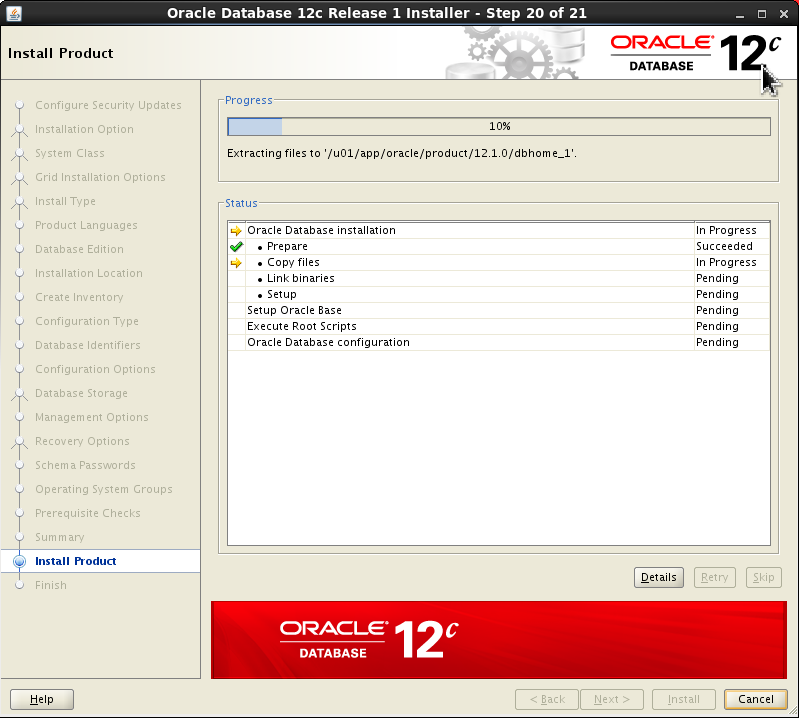 Oracle Database 12c Release 1 Installer - Step 20 of 21
Install Product
ORACLE® DATABASE 12c
Configure Security Updates
Installation Option
System Class
Grid Installation Options
Install Type
Product Languages
Database Edition
Installation Location
Create Inventory
Configuration Type
Database Identifiers
Configuration Options
Database Storage
Management Options
Recovery Options
Schema Passwords
Operating System Groups
Prerequisite Checks
Summary
Install Product
Finish
Progress
10%
Extracting files to '/u01/app/oracle/product/12.1.0/dbhome_1'.
Status
Oracle Database installation In Progress
• Prepare Succeeded
• Copy files In Progress
• Link binaries Pending
• Setup Pending
Setup Oracle Base Pending
Execute Root Scripts Pending
Oracle Database configuration Pending
Details Retry Skip
ORACLE® DATABASE 12c
Help < Back Next > Install Cancel